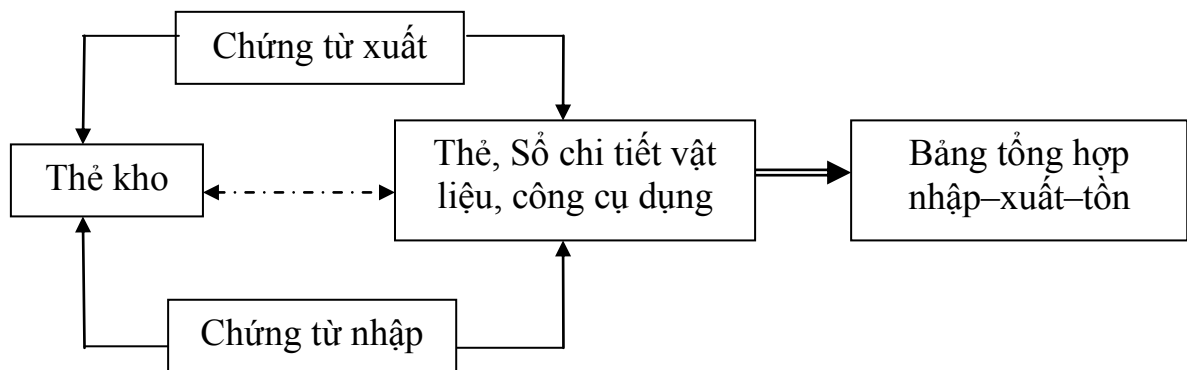 Chứng từ xuất
Thẻ kho
Thẻ, Sổ chi tiết vật
liệu, công cụ dụng
Bảng tổng hợp
nhập–xuất–tồn
Chứng từ nhập